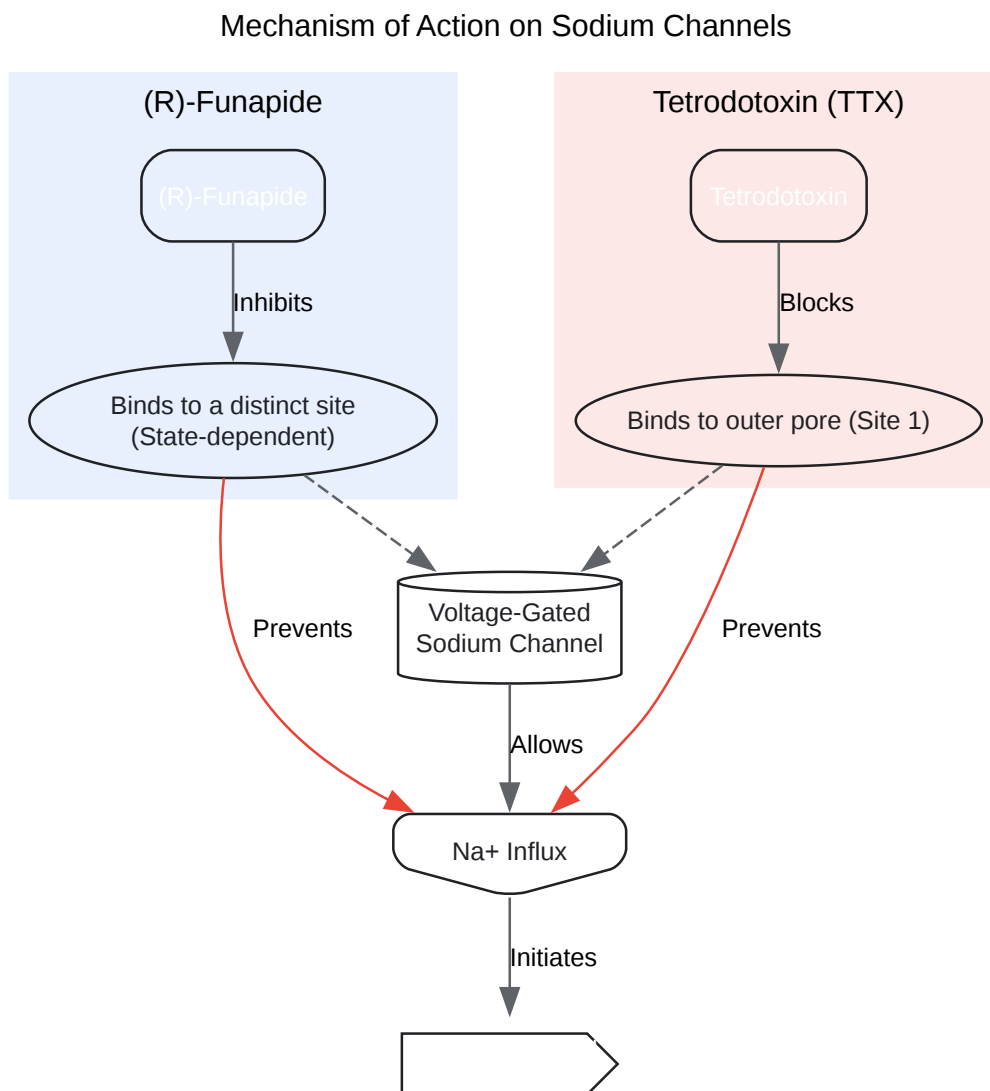 Mechanism of Action on Sodium Channels
(R)-Funapide
Tetrodotoxin (TTX)
(R)-Funapide
Tetrodotoxin
Inhibits
Blocks
Binds to a distinct site
(State-dependent)
Binds to outer pore (Site 1)
Voltage-Gated
Sodium Channel
Prevents
Prevents
Allows
Na+ Influx
Initiates